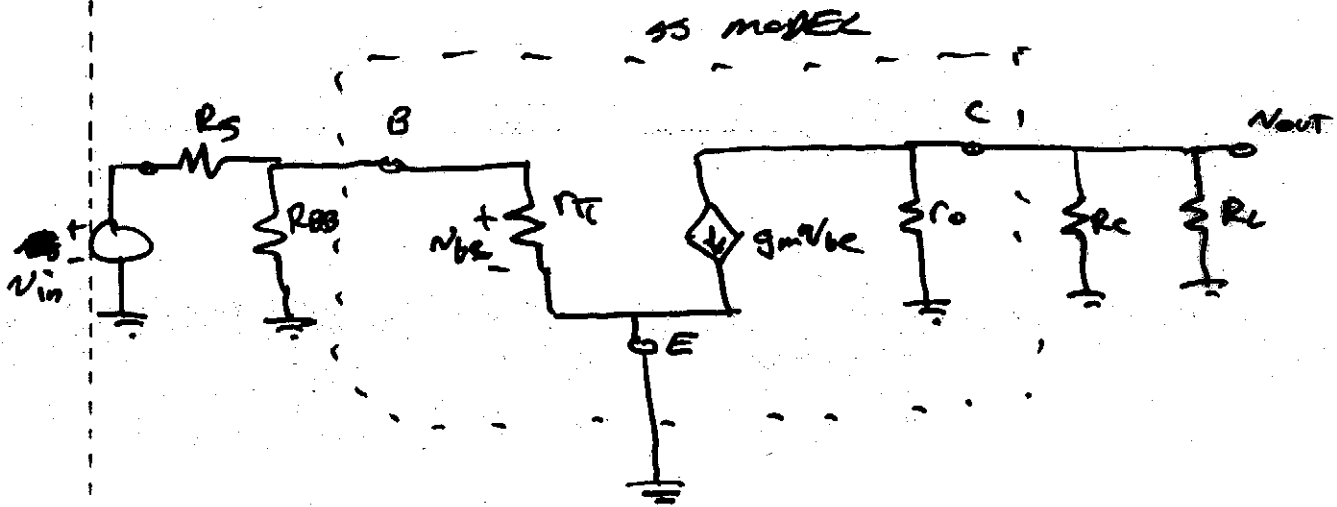 SS MODEL
RS
B
C
Vout
RBB
+
Vbe
-
rπ
gmVbe
ro
RC
RL
+
-
Vin
E